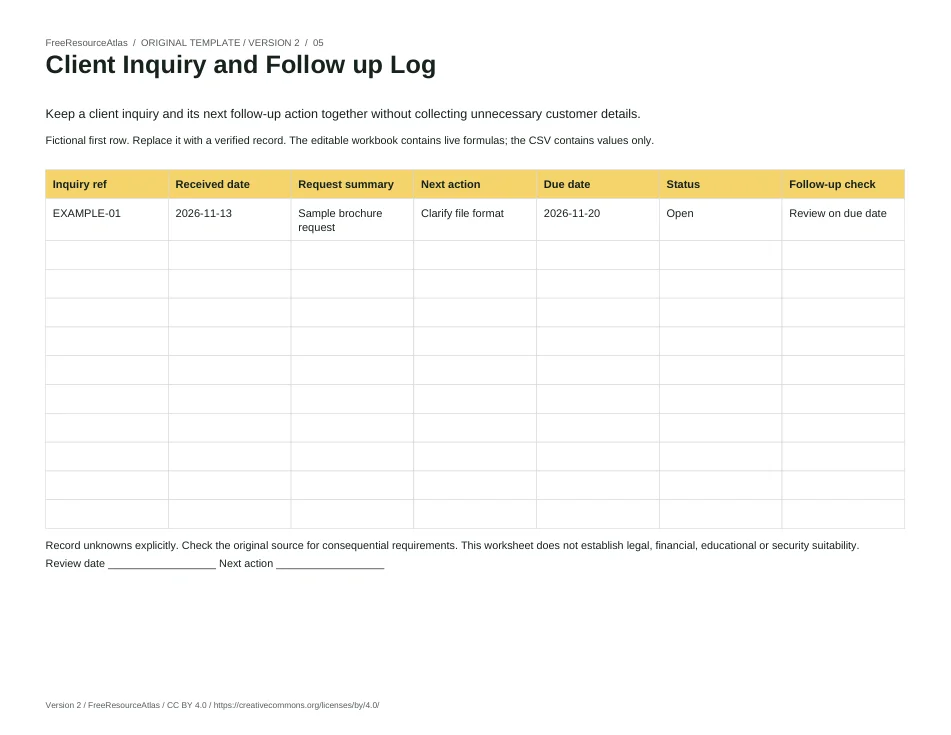 FreeResourceAtlas / ORIGINAL TEMPLATE / VERSION 2 / 05
Client Inquiry and Follow up Log
Keep a client inquiry and its next follow-up action together without collecting unnecessary customer details.
Fictional first row. Replace it with a verified record. The editable workbook contains live formulas; the CSV contains values only.
Inquiry ref Received date Request summary Next action Due date Status Follow-up check
EXAMPLE-01 2026-11-13 Sample brochure request Clarify file format 2026-11-20 Open Review on due date
Record unknowns explicitly. Check the original source for consequential requirements. This worksheet does not establish legal, financial, educational or security suitability.
Review date __________________ Next action __________________
Version 2 / FreeResourceAtlas / CC BY 4.0 / https://creativecommons.org/licenses/by/4.0/